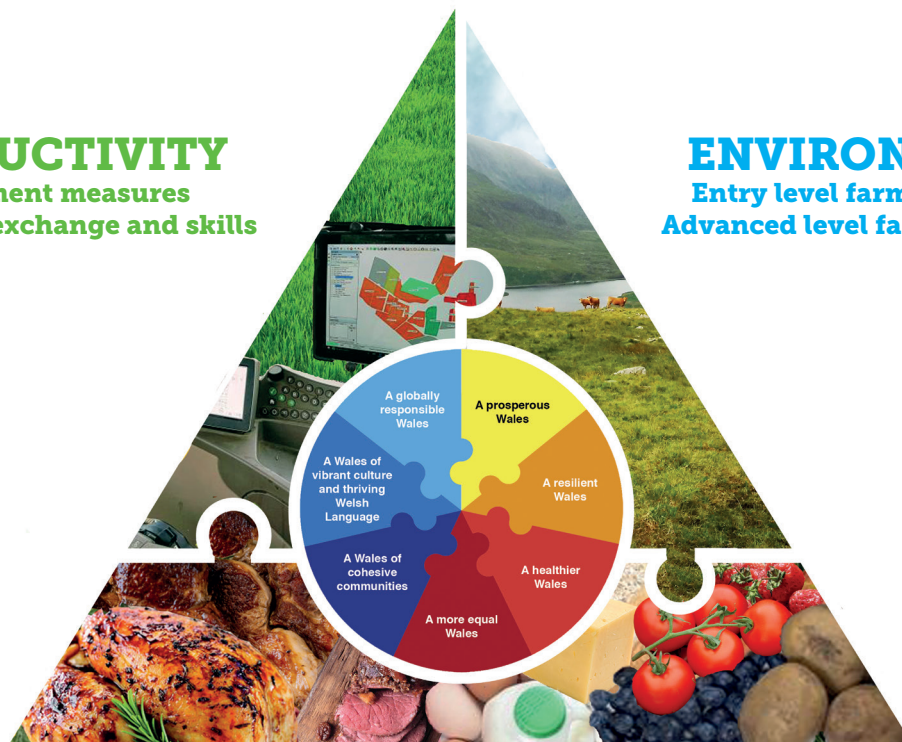 UCTIVITY
ment measures
exchange and skills
ENVIRON
Entry level farm
Advanced level fa
A globally
responsible
Wales
A prosperous
Wales
A Wales of
vibrant culture
and thriving
Welsh
Language
A resilient
Wales
A Wales of
cohesive
communities
A healthier
Wales
A more equal
Wales